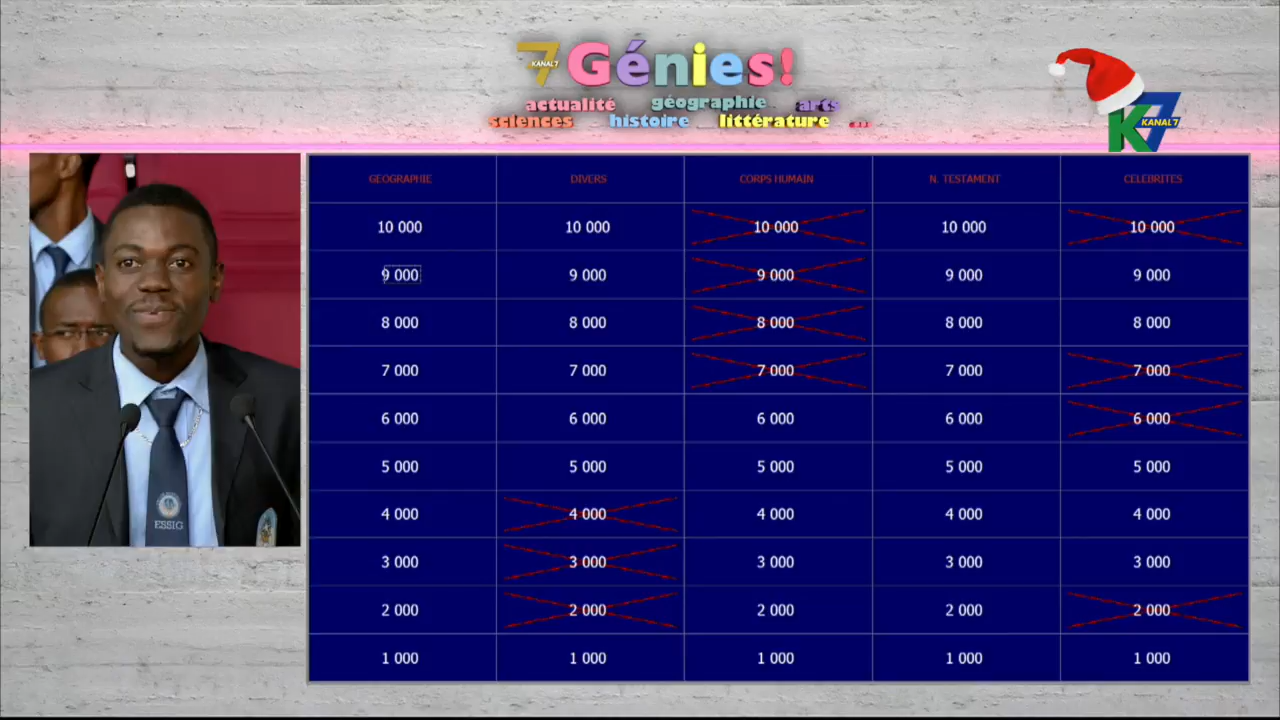 7 KANAL7 Génies!
actualité géographie arts
sciences histoire littérature ...
K7 KANAL7
GEOGRAPHIE DIVERS CORPS HUMAIN N. TESTAMENT CELEBRITES
10 000 10 000 10 000 10 000 10 000
9 000 9 000 9 000 9 000 9 000
8 000 8 000 8 000 8 000 8 000
7 000 7 000 7 000 7 000 7 000
6 000 6 000 6 000 6 000 6 000
5 000 5 000 5 000 5 000 5 000
4 000 4 000 4 000 4 000 4 000
3 000 3 000 3 000 3 000 3 000
2 000 2 000 2 000 2 000 2 000
1 000 1 000 1 000 1 000 1 000
ESSIG